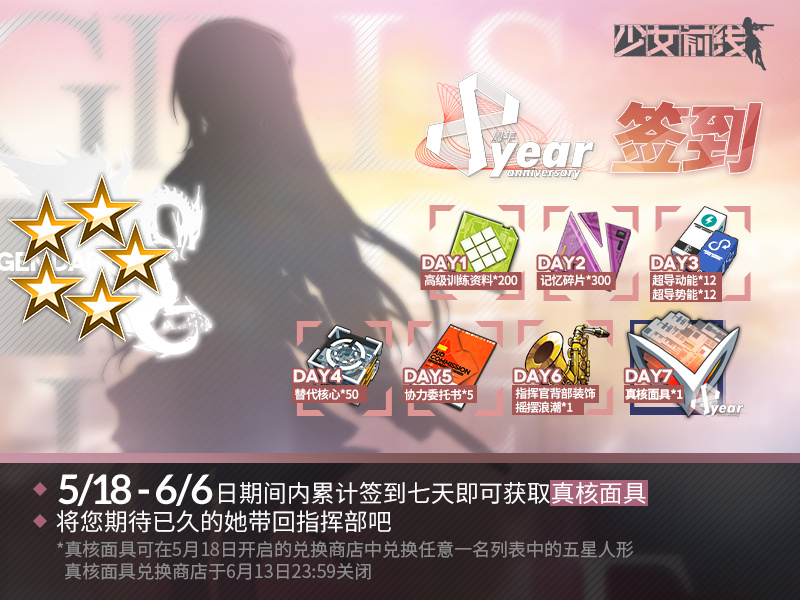 GIRLS
少女前线
周年
8year
anniversary
签到
DAY1
高级训练资料*200
DAY2
记忆碎片*300
DAY3
超导动能*12
超导势能*12
DAY4
替代核心*50
AID
COMMISSION
DAY5
协力委托书*5
DAY6
指挥官背部装饰
摇摆浪潮*1
DAY7
真核面具*1
8year
5/18 - 6/6日期间内累计签到七天即可获取真核面具
将您期待已久的她带回指挥部吧
*真核面具可在5月18日开启的兑换商店中兑换任意一名列表中的五星人形
真核面具兑换商店于6月13日23:59关闭